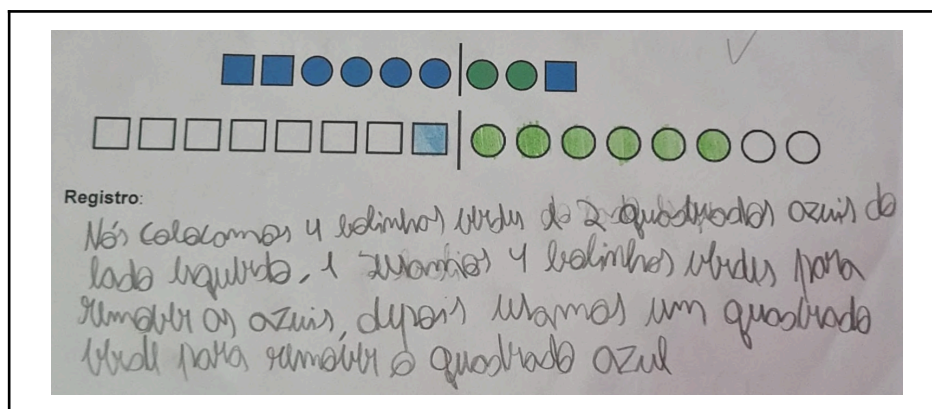 Registro:
Nós colocamos 4 bolinhas verdes do 2 quadrados azuis do
lado esquerdo, 4 bolinhas verdes para
remover os azuis, depois usamos um quadrado
verde para remover o quadrado azul